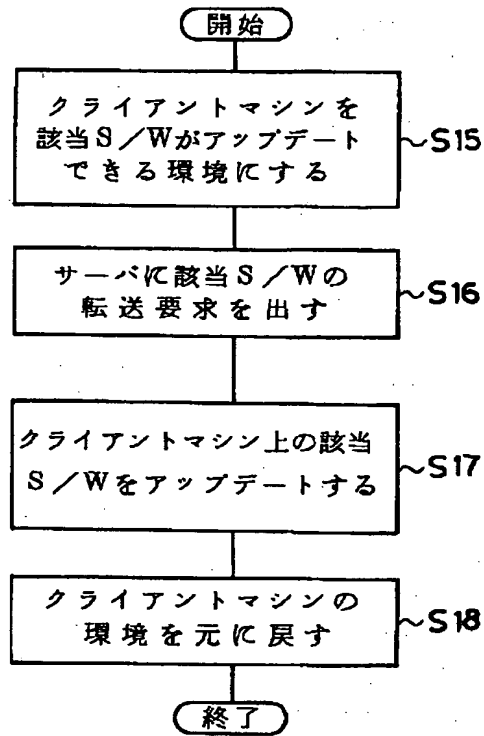 開始
クライアントマシンを
該当S/Wがアップデート
できる環境にする
~S15
サーバに該当S/Wの
転送要求を出す
~S16
クライアントマシン上の該当
S/Wをアップデートする
~S17
クライアントマシンの
環境を元に戻す
~S18
終了